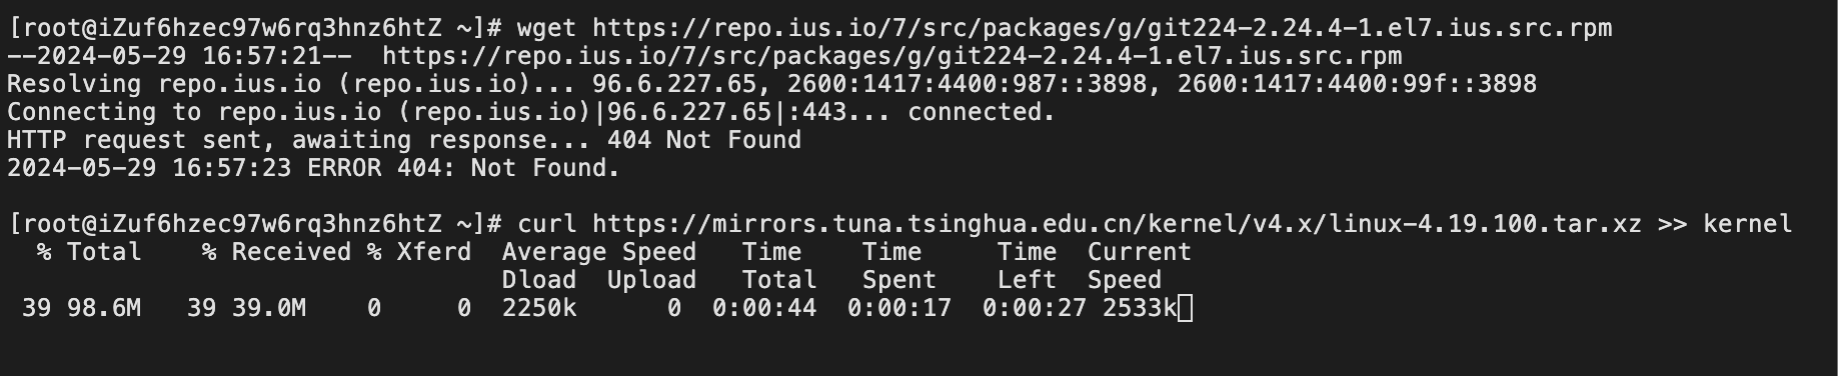 [root@iZuf6hzec97w6rq3hnz6htZ ~]# wget https://repo.ius.io/7/src/packages/g/git224-2.24.4-1.el7.ius.src.rpm
--2024-05-29 16:57:21--  https://repo.ius.io/7/src/packages/g/git224-2.24.4-1.el7.ius.src.rpm
Resolving repo.ius.io (repo.ius.io)... 96.6.227.65, 2600:1417:4400:987::3898, 2600:1417:4400:99f::3898
Connecting to repo.ius.io (repo.ius.io)|96.6.227.65|:443... connected.
HTTP request sent, awaiting response... 404 Not Found
2024-05-29 16:57:23 ERROR 404: Not Found.
[root@iZuf6hzec97w6rq3hnz6htZ ~]# curl https://mirrors.tuna.tsinghua.edu.cn/kernel/v4.x/linux-4.19.100.tar.xz >> kernel
  % Total    % Received % Xferd  Average Speed   Time    Time     Time  Current
                                 Dload  Upload   Total   Spent    Left  Speed
 39 98.6M   39 39.0M    0     0  2250k      0  0:00:44  0:00:17  0:00:27 2533k